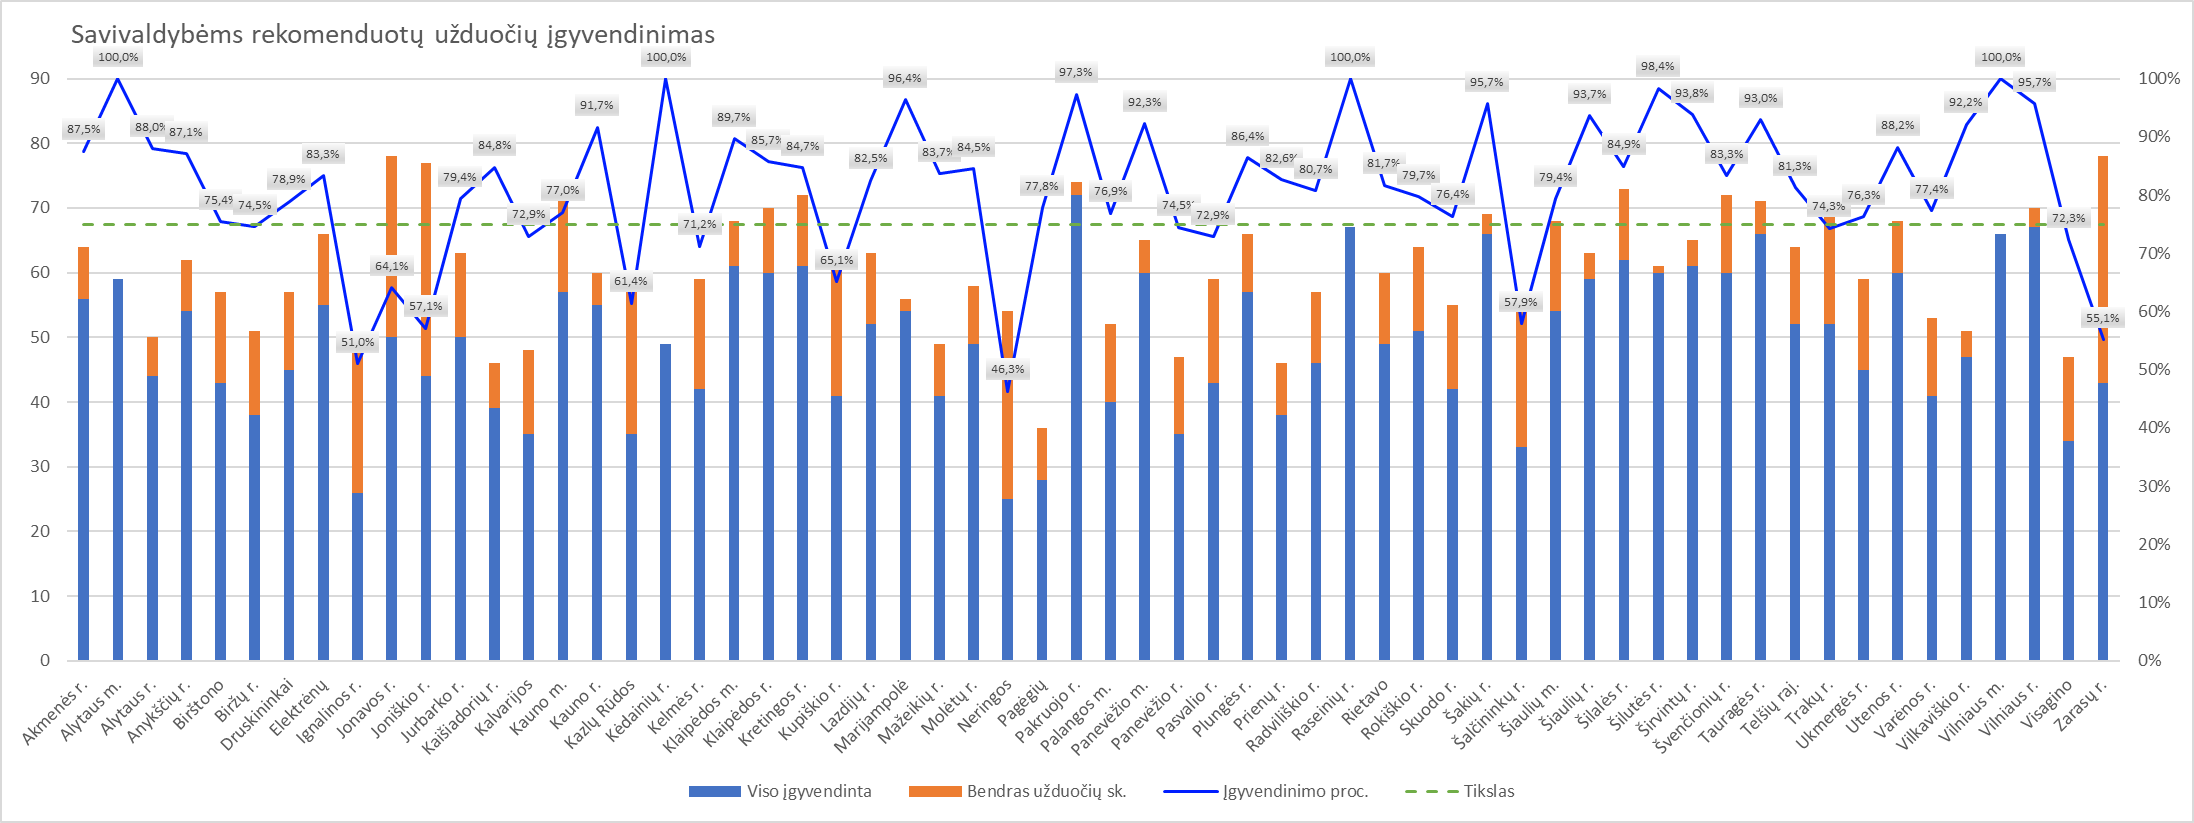 Savivaldybėms rekomenduotų užduočių įgyvendinimas
90
80
70
60
50
40
30
20
10
0
100%
90%
80%
70%
60%
50%
40%
30%
20%
10%
0%
87,5%
100,0%
88,0%
87,1%
75,4%
74,5%
78,9%
83,3%
51,0%
64,1%
57,1%
79,4%
84,8%
72,9%
77,0%
91,7%
61,4%
100,0%
71,2%
89,7%
85,7%
84,7%
65,1%
82,5%
96,4%
83,7%
84,5%
46,3%
77,8%
97,3%
76,9%
92,3%
74,5%
72,9%
86,4%
82,6%
80,7%
100,0%
81,7%
79,7%
76,4%
95,7%
57,9%
79,4%
93,7%
84,9%
98,4%
93,8%
83,3%
93,0%
81,3%
74,3%
76,3%
88,2%
77,4%
92,2%
100,0%
95,7%
72,3%
55,1%
Akmenės r.
Alytaus m.
Alytaus r.
Anykščių r.
Birštono
Biržų r.
Druskininkai
Elektrėnų
Ignalinos r.
Jonavos r.
Joniškio r.
Jurbarko r.
Kaišiadorių r.
Kalvarijos
Kauno m.
Kauno r.
Kazlų Rūdos
Kėdainių r.
Kelmės r.
Klaipėdos m.
Klaipėdos r.
Kretingos r.
Kupiškio r.
Lazdijų r.
Marijampolė
Mažeikių r.
Molėtų r.
Neringos
Pagėgių
Pakruojo r.
Palangos m.
Panevėžio m.
Panevėžio r.
Pasvalio r.
Plungės r.
Prienų r.
Radviliškio r.
Raseinių r.
Rietavo
Rokiškio r.
Skuodo r.
Šakių r.
Šalčininkų r.
Šiaulių m.
Šiaulių r.
Šilalės r.
Šilutės r.
Širvintų r.
Švenčionių r.
Tauragės r.
Telšių raj.
Trakų r.
Ukmergės r.
Utenos r.
Varėnos r.
Vilkaviškio r.
Vilniaus m.
Vilniaus r.
Visagino
Zarasų r.
Viso įgyvendinta
Bendras užduočių sk.
Įgyvendinimo proc.
Tikslas